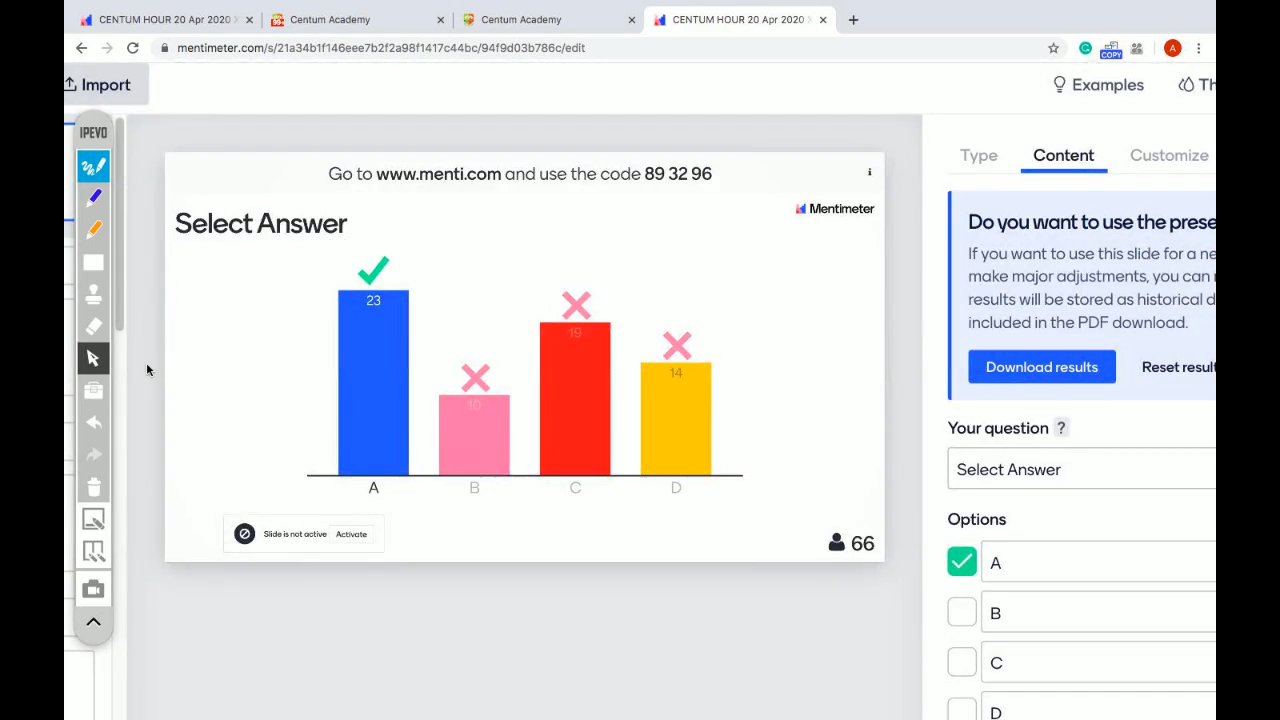 CENTUM HOUR 20 Apr 2020
Centum Academy
Centum Academy
CENTUM HOUR 20 Apr 2020
mentimeter.com/s/21a34b1f146eee7b2f2a98f1417c44bc/94f9d03b786c/edit
COPY
A
Import
Examples
Th
IPEVO
Go to www.menti.com and use the code 89 32 96
i
Mentimeter
Select Answer
23
10
19
14
A B C D
Slide is not active Activate
66
Type Content Customize
Do you want to use the prese
If you want to use this slide for a ne
make major adjustments, you can
results will be stored as historical d
included in the PDF download.
Download results Reset result
Your question ?
Select Answer
Options
A
B
C
D